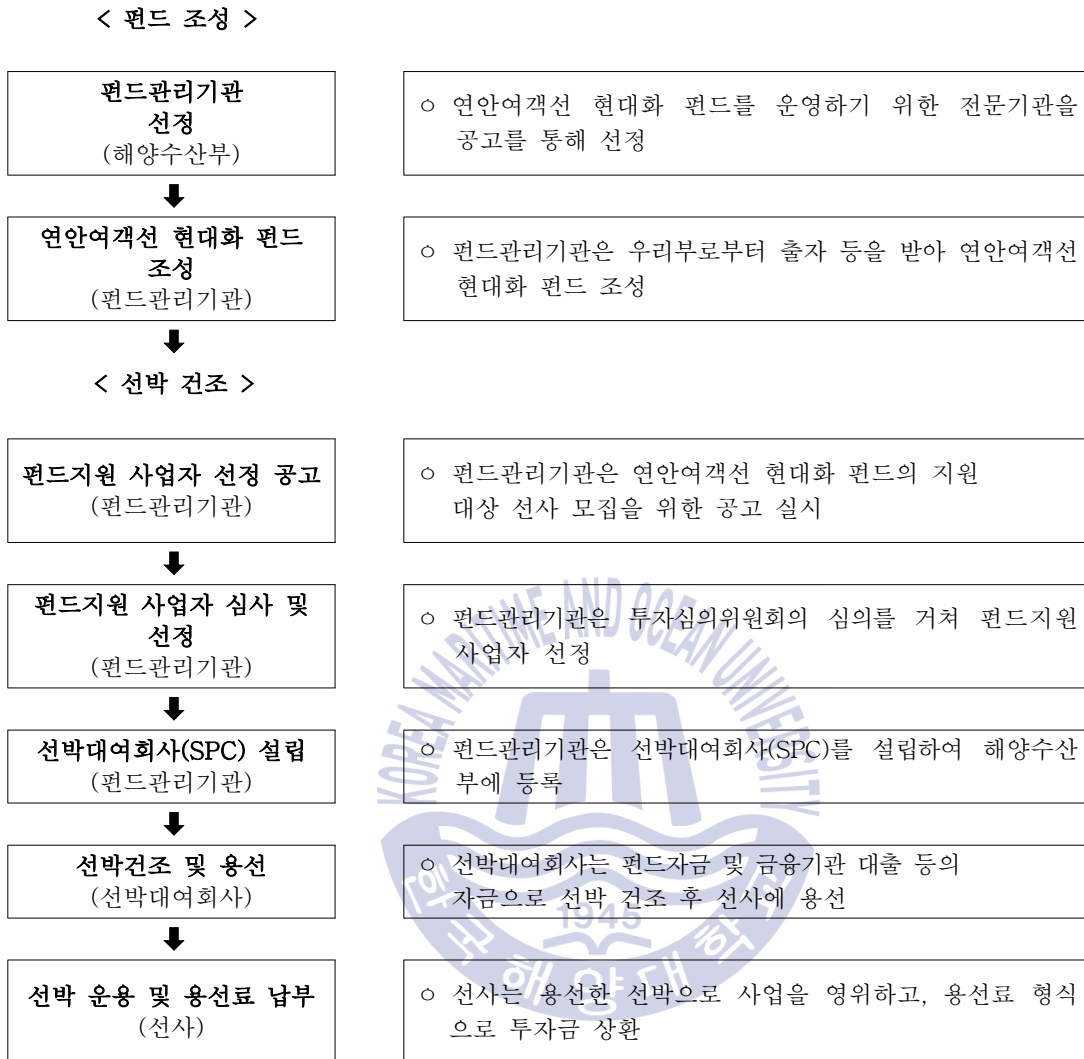 < 펀드 조성 >
펀드관리기관
선정
(해양수산부)
ㅇ 연안여객선 현대화 펀드를 운영하기 위한 전문기관을
공고를 통해 선정
연안여객선 현대화 펀드
조성
(펀드관리기관)
ㅇ 펀드관리기관은 우리부로부터 출자 등을 받아 연안여객선
현대화 펀드 조성
< 선박 건조 >
펀드지원 사업자 선정 공고
(펀드관리기관)
ㅇ 펀드관리기관은 연안여객선 현대화 펀드의 지원
대상 선사 모집을 위한 공고 실시
펀드지원 사업자 심사 및
선정
(펀드관리기관)
ㅇ 펀드관리기관은 투자심의위원회의 심의를 거쳐 펀드지원
사업자 선정
선박대여회사(SPC) 설립
(펀드관리기관)
ㅇ 펀드관리기관은 선박대여회사(SPC)를 설립하여 해양수산
부에 등록
선박건조 및 용선
(선박대여회사)
ㅇ 선박대여회사는 펀드자금 및 금융기관 대출 등의
자금으로 선박 건조 후 선사에 용선
선박 운용 및 용선료 납부
(선사)
ㅇ 선사는 용선한 선박으로 사업을 영위하고, 용선료 형식
으로 투자금 상환
KOREA MARITIME AND OCEAN UNIVERSITY
1945
한국해양대학교